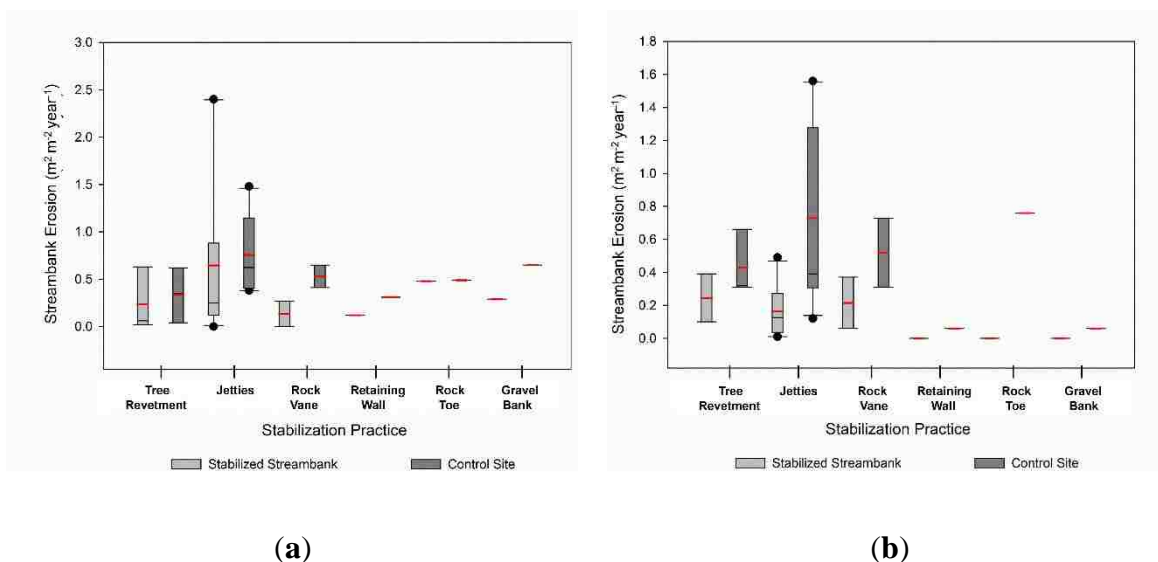 Streambank Erosion (m² m⁻² year⁻¹)
3.0
2.5
2.0
1.5
1.0
0.5
0.0
Tree Revetment
Jetties
Rock Vane
Retaining Wall
Rock Toe
Gravel Bank
Stabilization Practice
Stabilized Streambank
Control Site
(a)
Streambank Erosion (m² m⁻² year⁻¹)
1.8
1.6
1.4
1.2
1.0
0.8
0.6
0.4
0.2
0.0
Tree Revetment
Jetties
Rock Vane
Retaining Wall
Rock Toe
Gravel Bank
Stabilization Practice
Stabilized Streambank
Control Site
(b)